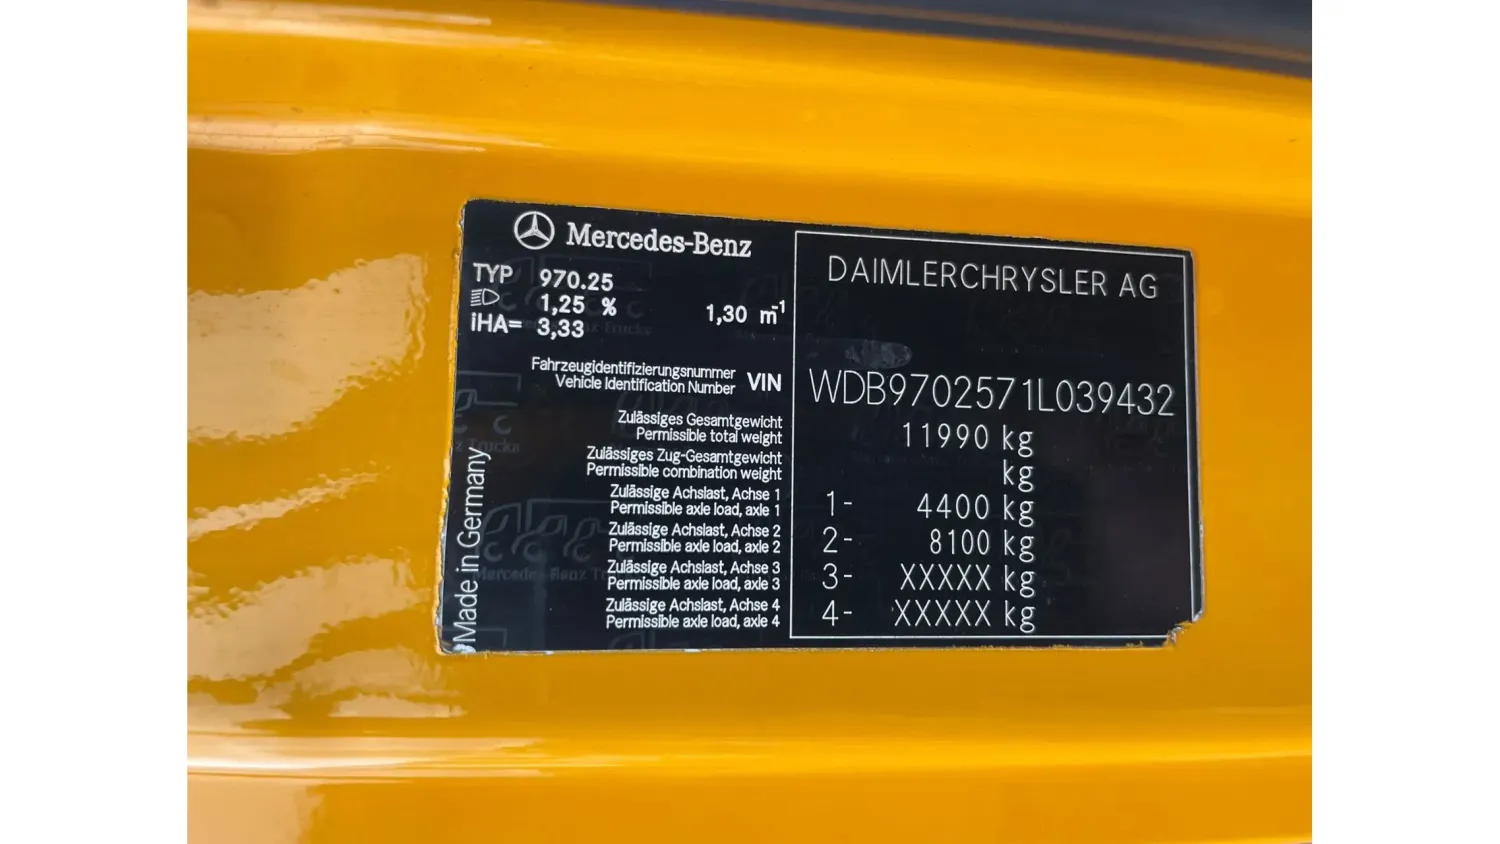 Mercedes-Benz
DAIMLERCHRYSLER AG
TYP 970.25
1,25 % 1,30 m⁻¹
iHA= 3,33
Fahrzeugidentifizierungsnummer
Vehicle Identification Number VIN WDB9702571L039432
Zulässiges Gesamtgewicht
Permissible total weight 11990 kg
Zulässiges Zug-Gesamtgewicht
Permissible combination weight kg
Zulässige Achslast, Achse 1
Permissible axle load, axle 1 1- 4400 kg
Zulässige Achslast, Achse 2
Permissible axle load, axle 2 2- 8100 kg
Zulässige Achslast, Achse 3
Permissible axle load, axle 3 3- XXXXX kg
Zulässige Achslast, Achse 4
Permissible axle load, axle 4 4- XXXXX kg
Made in Germany